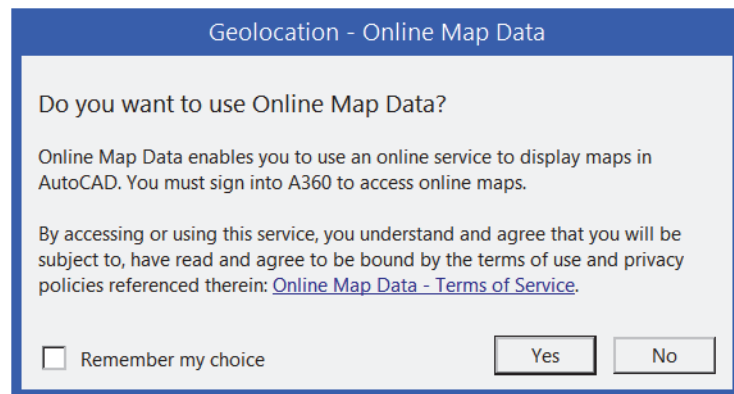 Geolocation - Online Map Data
Do you want to use Online Map Data?
Online Map Data enables you to use an online service to display maps in
AutoCAD. You must sign into A360 to access online maps.
By accessing or using this service, you understand and agree that you will be
subject to, have read and agree to be bound by the terms of use and privacy
policies referenced therein: Online Map Data - Terms of Service.
Remember my choice
Yes
No